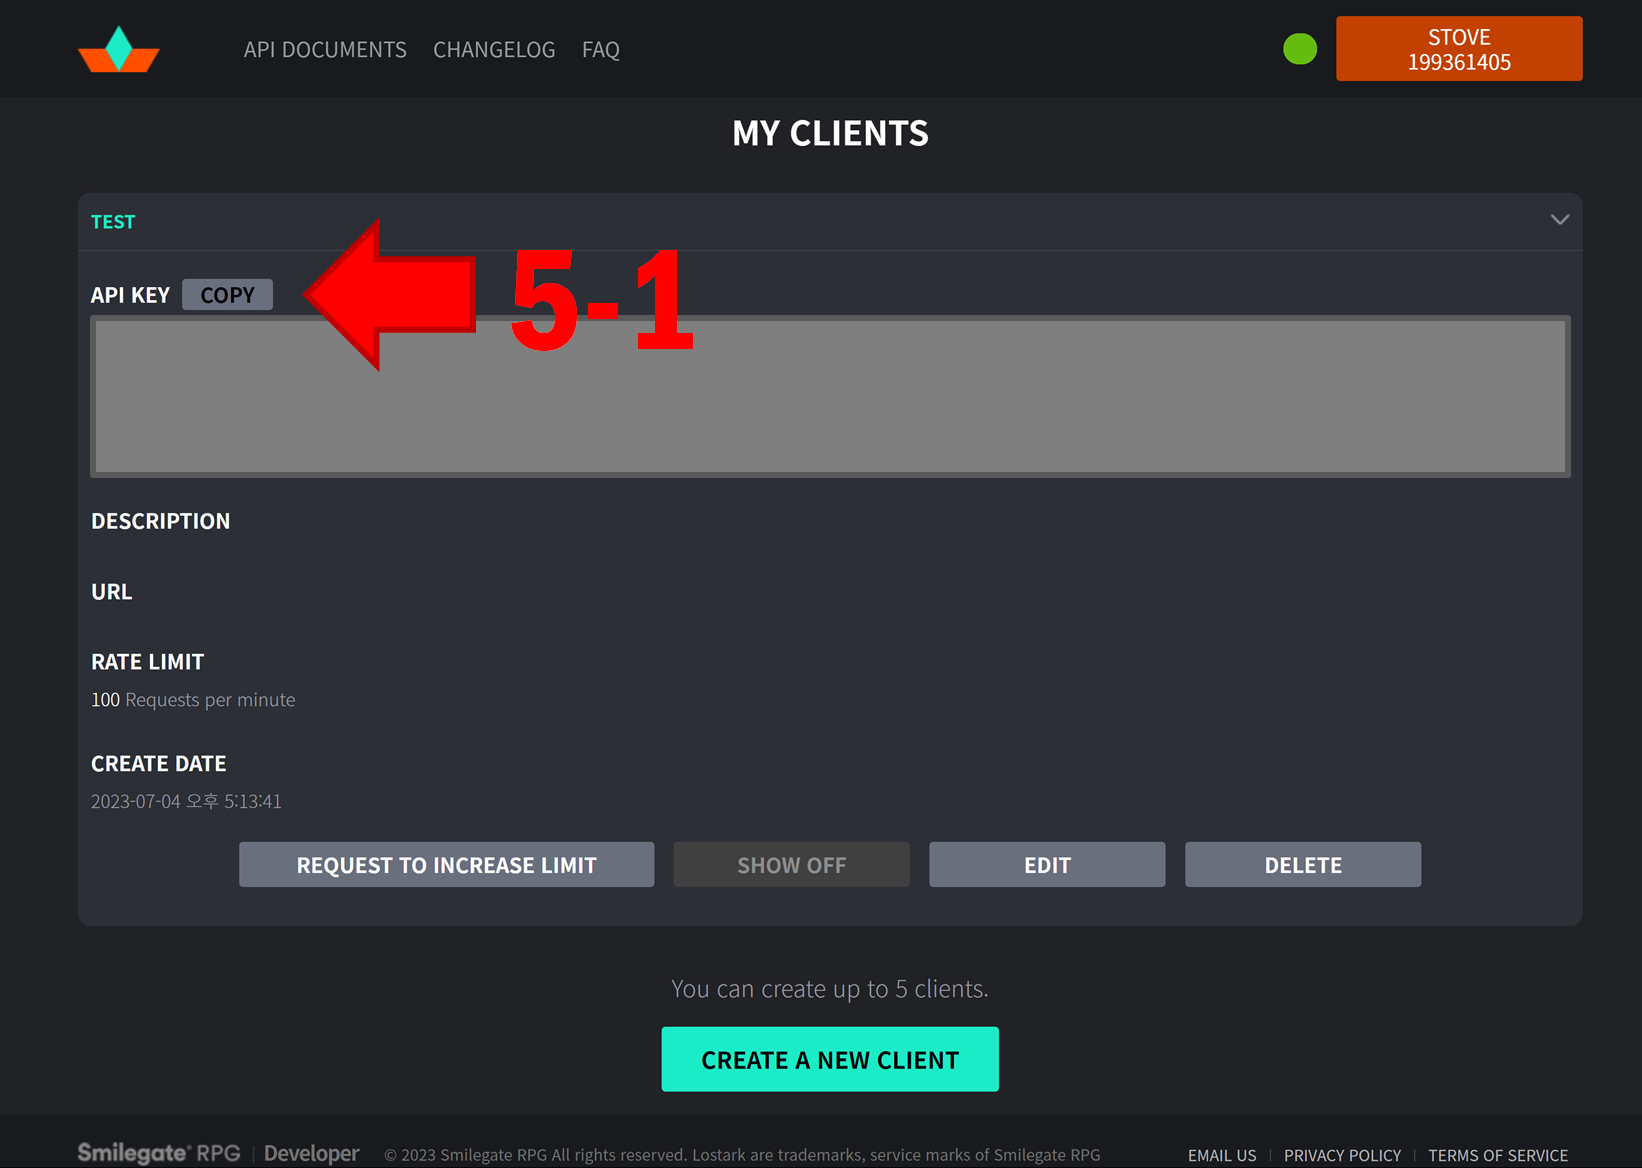 API DOCUMENTS CHANGELOG FAQ
STOVE
199361405
MY CLIENTS
TEST
API KEY COPY
5-1
DESCRIPTION
URL
RATE LIMIT
100 Requests per minute
CREATE DATE
2023-07-04 오후 5:13:41
REQUEST TO INCREASE LIMIT SHOW OFF EDIT DELETE
You can create up to 5 clients.
CREATE A NEW CLIENT
Smilegate® RPG | Developer © 2023 Smilegate RPG All rights reserved. Lostark are trademarks, service marks of Smilegate RPG EMAIL US | PRIVACY POLICY | TERMS OF SERVICE